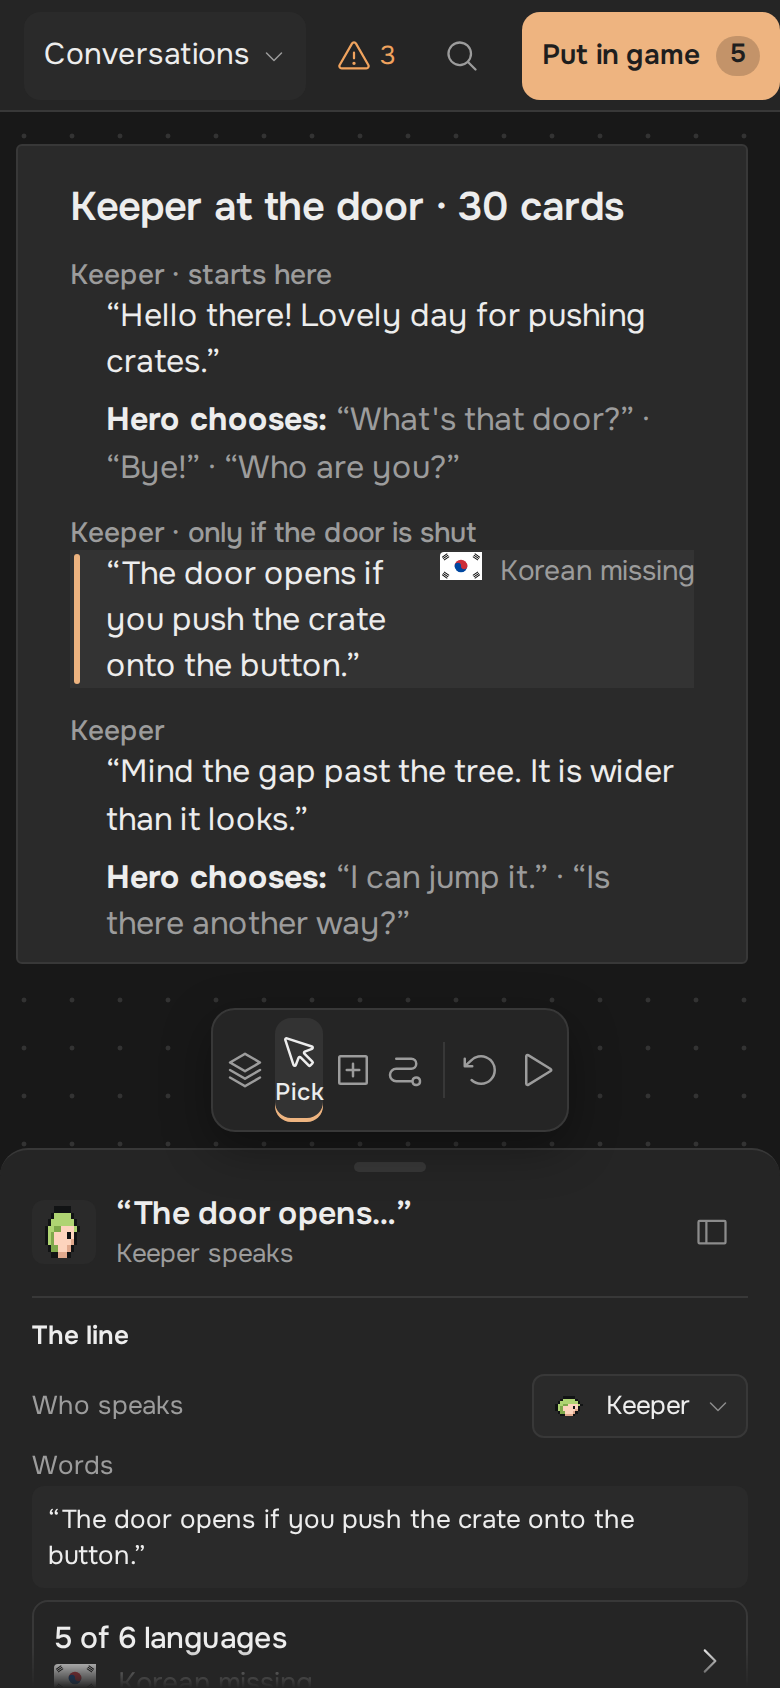 Conversations
3
Put in game 5
Keeper at the door · 30 cards
Keeper · starts here
“Hello there! Lovely day for pushing
crates.”
Hero chooses: “What's that door?” ·
“Bye!” · “Who are you?”
Keeper · only if the door is shut
“The door opens if
you push the crate
onto the button.”
Korean missing
Keeper
“Mind the gap past the tree. It is wider
than it looks.”
Hero chooses: “I can jump it.” · “Is
there another way?”
Pick
“The door opens...”
Keeper speaks
The line
Who speaks
Keeper
Words
“The door opens if you push the crate onto the
button.”
5 of 6 languages
Korean missing